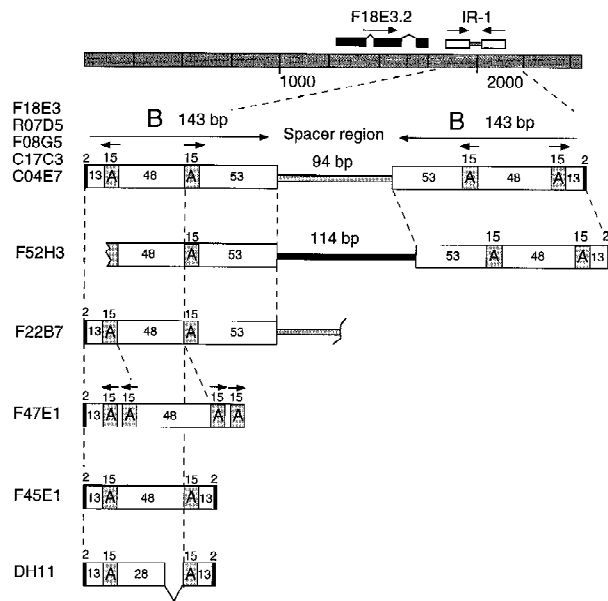 F18E3.2 IR-1
1000 2000
F18E3
R07D5
F08G5
C17C3
C04E7
B 143 bp Spacer region B 143 bp
2 15 15 94 bp 15 15 2
13 A 48 A 53 53 A 48 A 13
F52H3
15 114 bp 15 15 2
48 A 53 53 A 48 A 13
F22B7
2 15 15
13 A 48 A 53
F47E1
2 15 15 15 15
13 A A 48 A A
F45E1
2 15 15 2
13 A 48 A 13
DH11
2 15 15 2
13 A 28 A 13